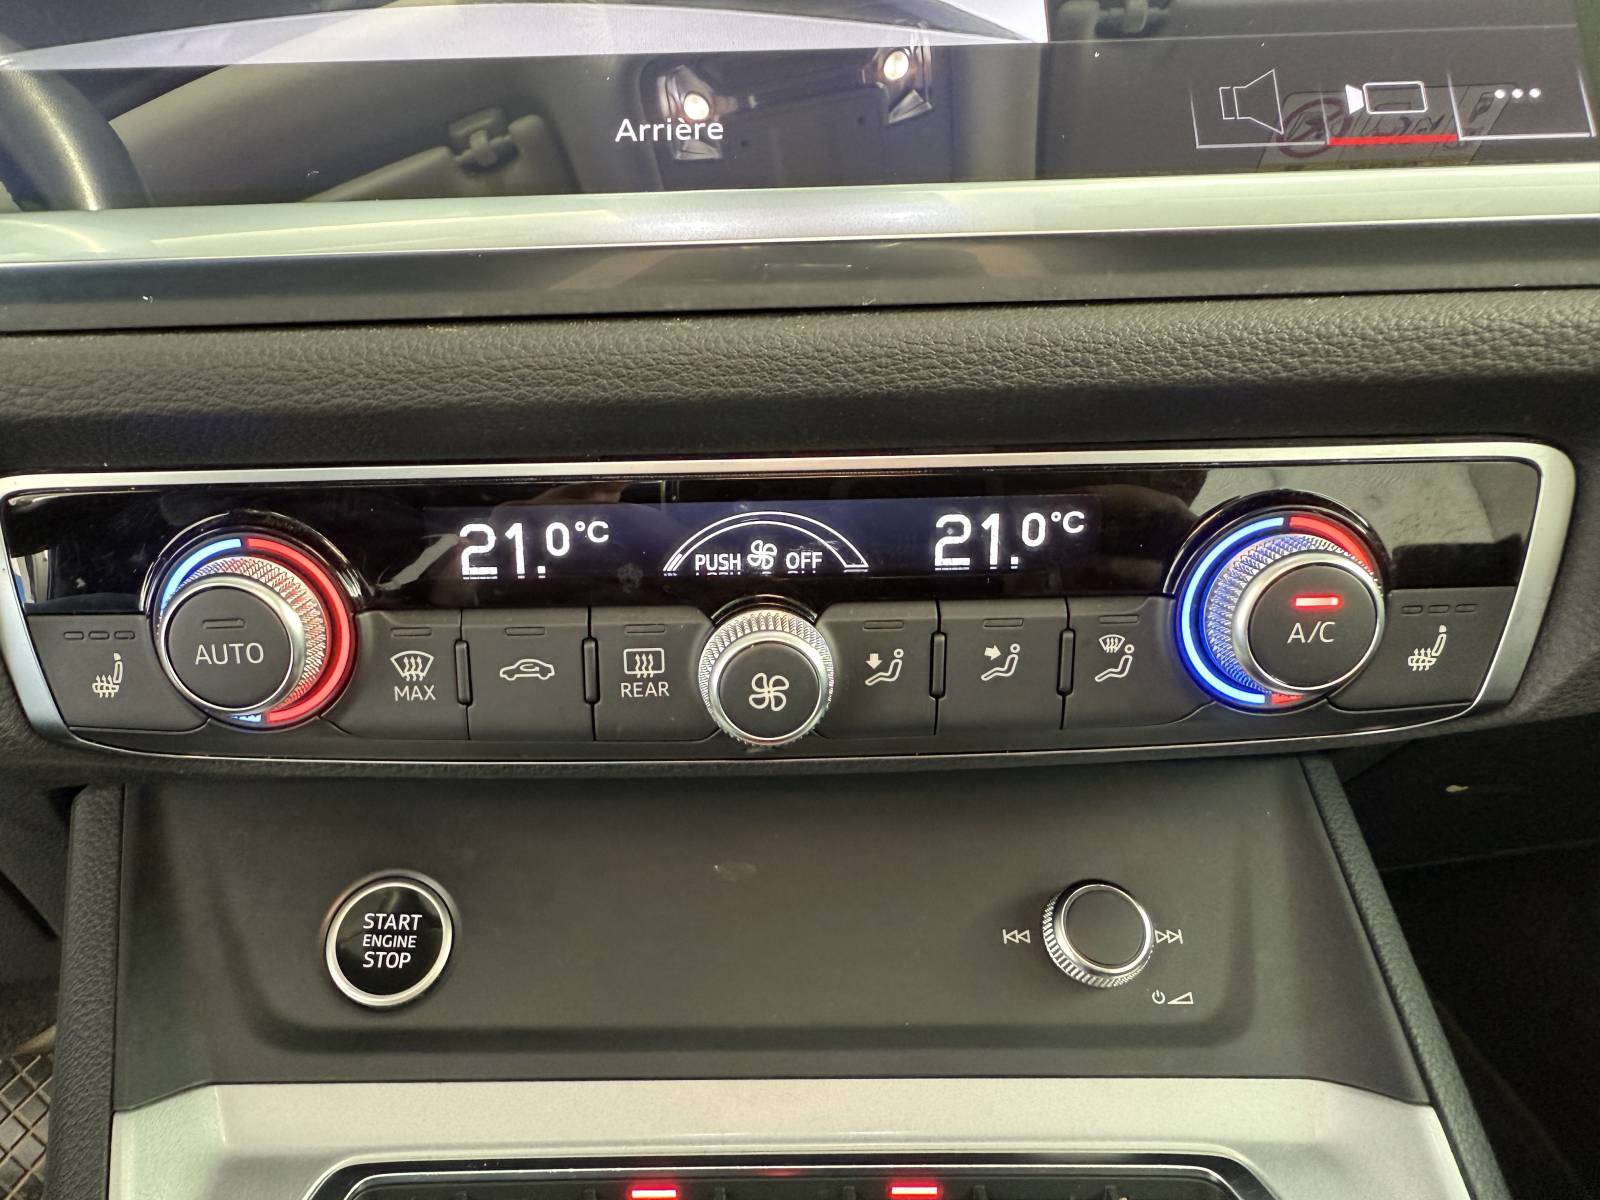 Arrière
21.0°C
PUSH OFF
21.0°C
AUTO
MAX
REAR
A/C
START
ENGINE
STOP